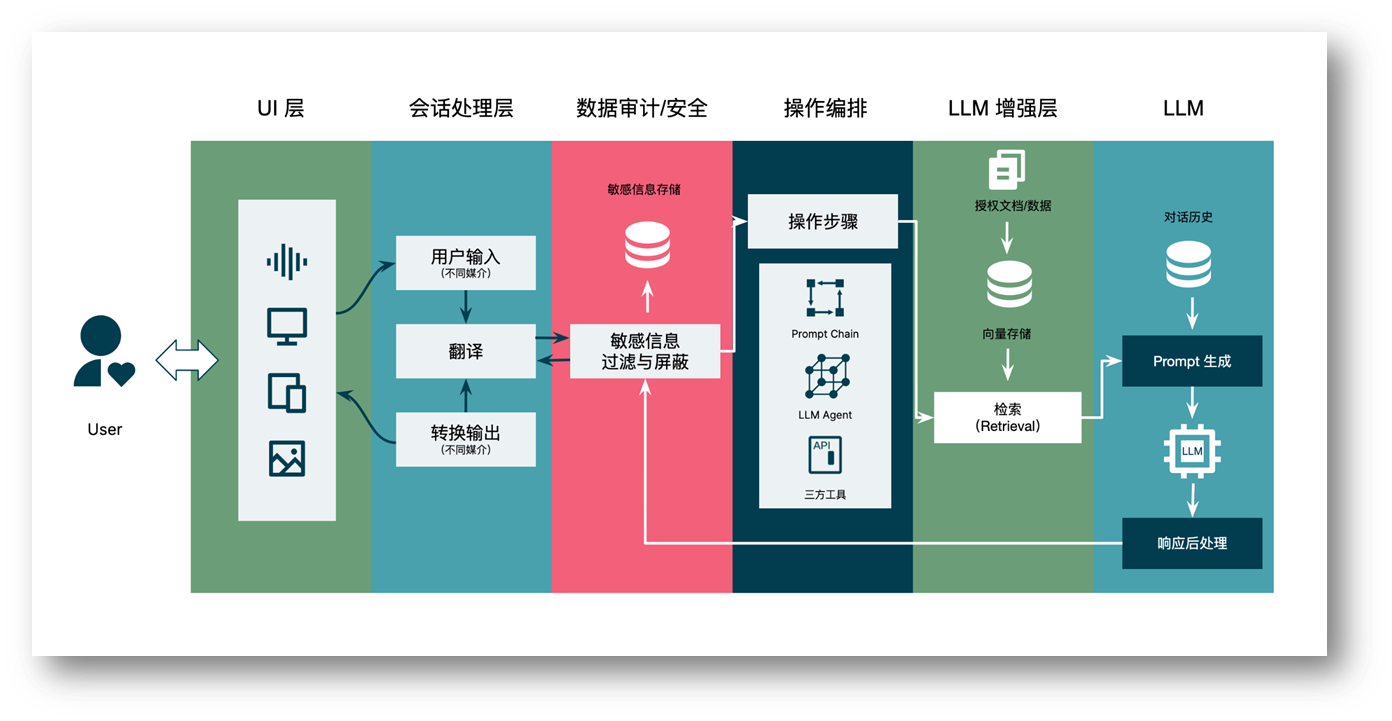 UI 层
会话处理层
数据审计/安全
操作编排
LLM 增强层
LLM
User
用户输入
(不同媒介)
翻译
转换输出
(不同媒介)
敏感信息存储
敏感信息
过滤与屏蔽
操作步骤
Prompt Chain
LLM Agent
API
三方工具
授权文档/数据
向量存储
检索
(Retrieval)
对话历史
Prompt 生成
LLM
响应后处理